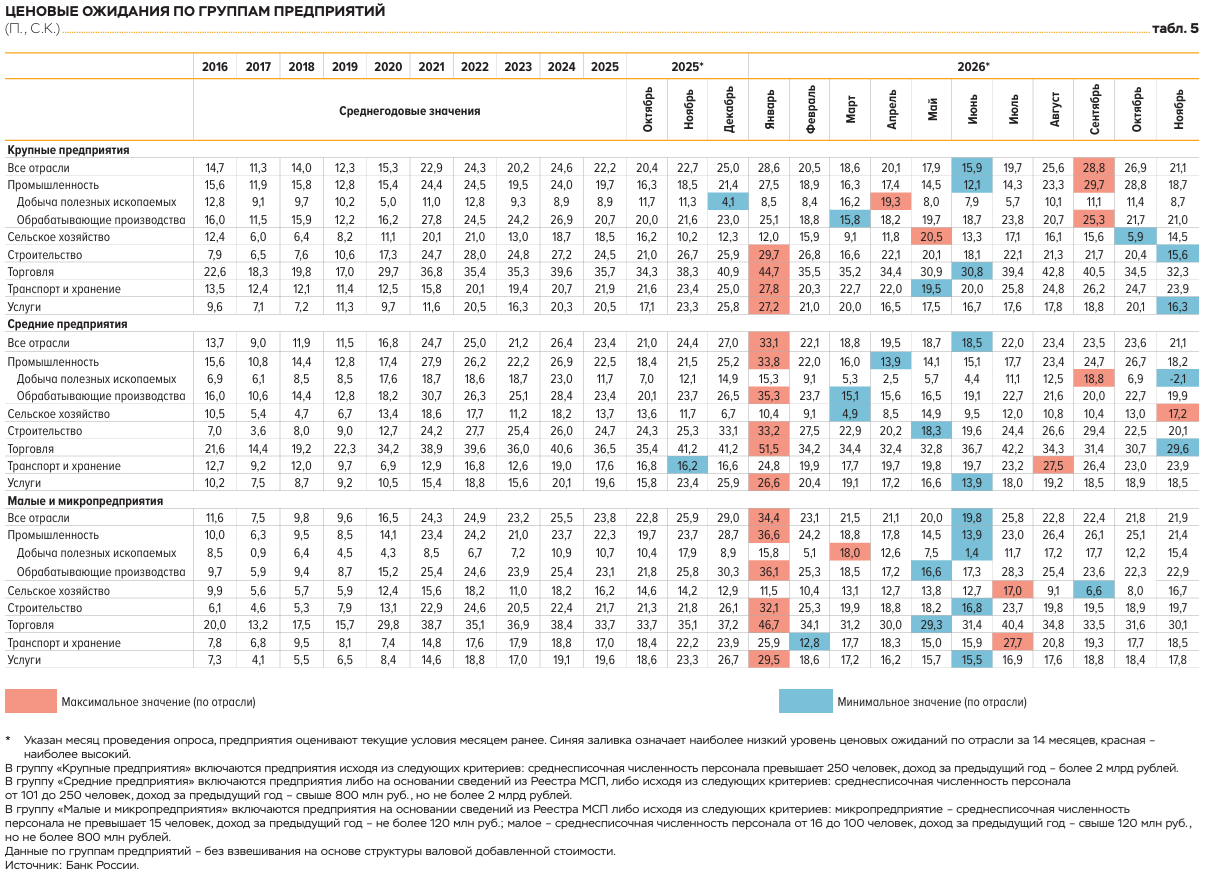 ЦЕНОВЫЕ ОЖИДАНИЯ ПО ГРУППАМ ПРЕДПРИЯТИЙ
(П., С.К.) табл. 5
2016 2017 2018 2019 2020 2021 2022 2023 2024 2025 2025* 2026*
Среднегодовые значения Октябрь Ноябрь Декабрь Январь Февраль Март Апрель Май Июнь Июль Август Сентябрь Октябрь Ноябрь
Крупные предприятия
Все отрасли 14,7 11,3 14,0 12,3 15,3 22,9 24,3 20,2 24,6 22,2 20,4 22,7 25,0 28,6 20,5 18,6 20,1 17,9 15,9 19,7 25,6 28,8 26,9 21,1
Промышленность 15,6 11,9 15,8 12,8 15,4 24,4 24,5 19,5 24,0 19,7 16,3 18,5 21,4 27,5 18,9 16,3 17,4 14,5 12,1 14,3 23,3 29,7 28,8 18,7
Добыча полезных ископаемых 12,8 9,1 9,7 10,2 5,0 11,0 12,8 9,3 8,9 8,9 11,7 11,3 4,1 8,5 8,4 16,2 19,3 8,0 7,9 5,7 10,1 11,1 11,4 8,7
Обрабатывающие производства 16,0 11,5 15,9 12,2 16,2 27,8 24,5 24,2 26,9 20,7 20,0 21,6 23,0 25,1 18,8 15,8 18,2 19,7 18,7 23,8 20,7 25,3 21,7 21,0
Сельское хозяйство 12,4 6,0 6,4 8,2 11,1 20,1 21,0 13,0 18,7 18,5 16,2 10,2 12,3 12,0 15,9 9,1 11,8 20,5 13,3 17,1 16,1 15,6 5,9 14,5
Строительство 7,9 6,5 7,6 10,6 17,3 24,7 28,0 24,8 27,2 24,5 21,0 26,7 25,9 29,7 26,8 16,6 22,1 20,1 18,1 22,1 21,3 21,7 20,4 15,6
Торговля 22,6 18,3 19,8 17,0 29,7 36,8 35,4 35,3 39,6 35,7 34,3 38,3 40,9 44,7 35,5 35,2 34,4 30,9 30,8 39,4 42,8 40,5 34,5 32,3
Транспорт и хранение 13,5 12,4 12,1 11,4 12,5 15,8 20,1 19,4 20,7 21,9 21,6 23,4 25,0 27,8 20,3 22,7 22,0 19,5 20,0 25,8 24,8 26,2 24,7 23,9
Услуги 9,6 7,1 7,2 11,3 9,7 11,6 20,5 16,3 20,3 20,5 17,1 23,3 25,8 27,2 21,0 20,0 16,5 17,5 16,7 17,6 17,8 18,8 20,1 16,3
Средние предприятия
Все отрасли 13,7 9,0 11,9 11,5 16,8 24,7 25,0 21,2 26,4 23,4 21,0 24,4 27,0 33,1 22,1 18,8 19,5 18,7 18,5 22,0 23,4 23,5 23,6 21,1
Промышленность 15,6 10,8 14,4 12,8 17,4 27,9 26,2 22,2 26,9 22,5 18,4 21,5 25,2 33,8 22,0 16,0 13,9 14,1 15,1 17,7 23,4 24,7 26,7 18,2
Добыча полезных ископаемых 6,9 6,1 8,5 8,5 17,6 18,7 18,6 18,7 23,0 11,7 7,0 12,1 14,9 15,3 9,1 5,3 2,5 5,7 4,4 11,1 12,5 18,8 6,9 -2,1
Обрабатывающие производства 16,0 10,6 14,4 12,8 18,2 30,7 26,3 25,1 28,4 23,4 20,1 23,7 26,5 35,3 23,7 15,1 15,6 16,5 19,1 22,7 21,6 20,0 22,7 19,9
Сельское хозяйство 10,5 5,4 4,7 6,7 13,4 18,6 17,7 11,2 18,2 13,7 13,6 11,7 6,7 10,4 9,1 4,9 8,5 14,9 9,5 12,0 10,8 10,4 13,0 17,2
Строительство 7,0 3,6 8,0 9,0 12,7 24,2 27,7 25,4 26,0 24,7 24,3 25,3 33,1 33,2 27,5 22,9 20,2 18,3 19,6 24,4 26,6 29,4 22,5 20,1
Торговля 21,6 14,4 19,2 22,3 34,2 38,9 39,6 36,0 40,6 36,5 35,4 41,2 41,2 51,5 34,2 34,4 32,4 32,8 36,7 42,2 34,3 31,4 30,7 29,6
Транспорт и хранение 12,7 9,2 12,0 9,7 6,9 12,9 16,8 12,6 19,0 17,6 16,8 16,2 16,6 24,8 19,9 17,7 19,7 19,8 19,7 23,2 27,5 26,4 23,0 23,9
Услуги 10,2 7,5 8,7 9,2 10,5 15,4 18,8 15,6 20,1 19,6 15,8 23,4 25,9 26,6 20,4 19,1 17,2 16,6 13,9 18,0 19,2 18,5 18,9 18,5
Малые и микропредприятия
Все отрасли 11,6 7,5 9,8 9,6 16,5 24,3 24,9 23,2 25,5 23,8 22,8 25,9 29,0 34,4 23,1 21,5 21,1 20,0 19,8 25,8 22,8 22,4 21,8 21,9
Промышленность 10,0 6,3 9,5 8,5 14,1 23,4 24,2 21,0 23,7 22,3 19,7 23,7 28,7 36,6 24,2 18,8 17,8 14,5 13,9 23,0 26,4 26,1 25,1 21,4
Добыча полезных ископаемых 8,5 0,9 6,4 4,5 4,3 8,5 6,7 7,2 10,9 10,7 10,4 17,9 8,9 15,8 5,1 18,0 12,6 7,5 1,4 11,7 17,2 17,7 12,2 15,4
Обрабатывающие производства 9,7 5,9 9,4 8,7 15,2 25,4 24,6 23,9 25,4 23,1 21,8 25,8 30,3 36,1 25,3 18,5 17,2 16,6 17,3 28,3 25,4 23,6 22,3 22,9
Сельское хозяйство 9,9 5,6 5,7 5,9 12,4 15,6 18,2 11,0 18,2 16,2 14,6 14,2 12,9 11,5 10,4 13,1 12,7 13,8 12,7 17,0 9,1 6,6 8,0 16,7
Строительство 6,1 4,6 5,3 7,9 13,1 22,9 24,6 20,5 22,4 21,7 21,3 21,8 26,1 32,1 25,3 19,9 18,8 18,2 16,8 23,7 19,8 19,5 18,9 19,7
Торговля 20,0 13,2 17,5 15,7 29,8 38,7 35,1 36,9 38,4 33,7 33,7 35,1 37,2 46,7 34,8 31,2 30,0 29,3 31,4 40,4 34,8 33,5 31,6 30,1
Транспорт и хранение 7,8 6,8 9,5 8,1 7,4 14,8 17,6 17,9 18,8 17,0 18,4 22,2 23,9 25,9 12,8 17,7 18,3 15,0 15,9 27,7 20,8 19,3 17,7 18,5
Услуги 7,3 4,1 5,5 6,5 8,4 14,6 18,8 17,0 19,1 19,6 18,6 23,3 26,7 29,5 18,6 17,2 16,2 15,7 15,5 16,9 17,6 18,8 18,4 17,8
Максимальное значение (по отрасли) Минимальное значение (по отрасли)
* Указан месяц проведения опроса, предприятия оценивают текущие условия месяцем ранее. Синяя заливка означает наиболее низкий уровень ценовых ожиданий по отрасли за 14 месяцев, красная –
наиболее высокий.
В группу «Крупные предприятия» включаются предприятия исходя из следующих критериев: среднесписочная численность персонала превышает 250 человек, доход за предыдущий год – более 2 млрд рублей.
В группу «Средние предприятия» включаются предприятия либо на основании сведений из Реестра МСП, либо исходя из следующих критериев: среднесписочная численность персонала
от 101 до 250 человек, доход за предыдущий год – свыше 800 млн руб., но не более 2 млрд рублей.
В группу «Малые и микропредприятия» включаются предприятия на основании сведений из Реестра МСП либо исходя из следующих критериев: микропредприятие – среднесписочная численность
персонала не превышает 15 человек, доход за предыдущий год – не более 120 млн руб.; малое – среднесписочная численность персонала от 16 до 100 человек, доход за предыдущий год – свыше 120 млн руб.,
но не более 800 млн рублей.
Данные по группам предприятий – без взвешивания на основе структуры валовой добавленной стоимости.
Источник: Банк России.